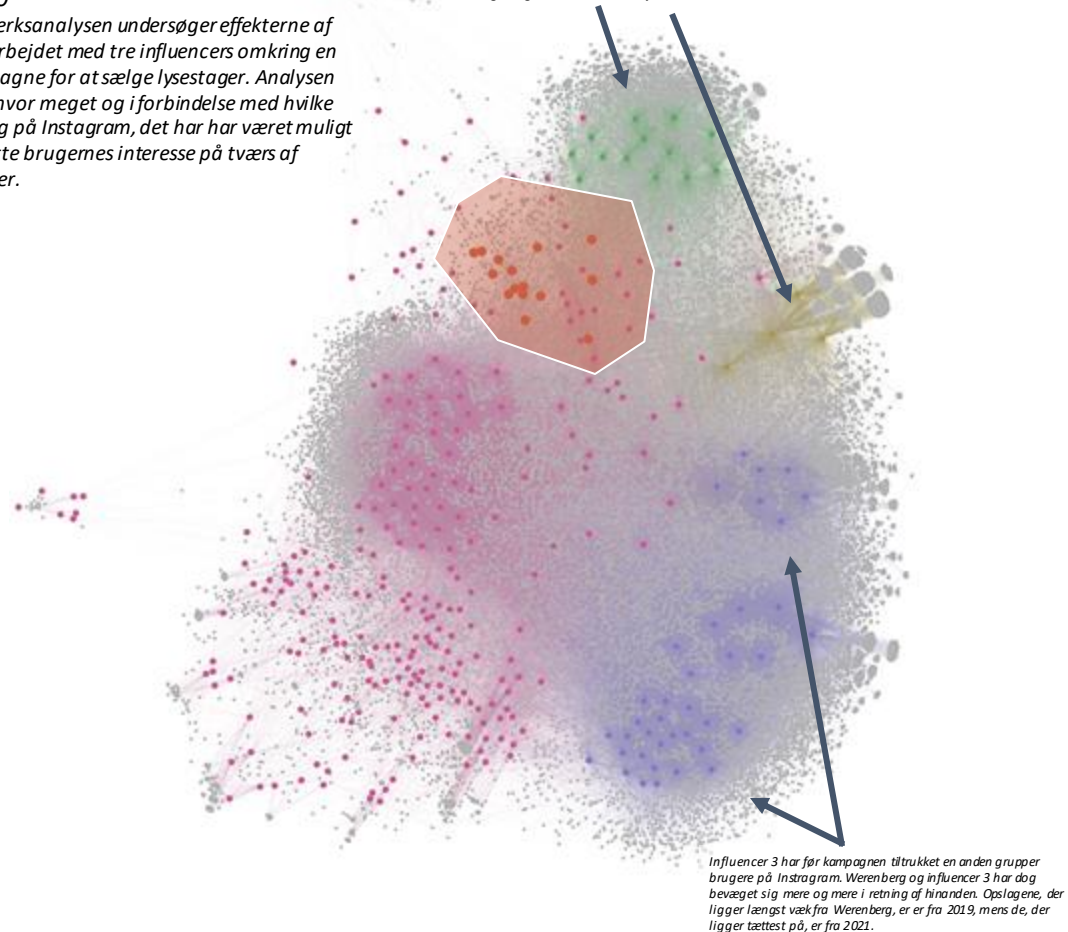 erksanalysen undersøger effekterne af
rbejdet med tre influencers omkring en
agne for at sælge lysestager. Analysen
hvor meget og i forbindelse med hvilke
g på Instagram, det har har været muligt
te brugernes interesse på tværs af
er.
Influencer 3 har før kampagnen tiltrukket en anden grupper
brugere på Instragram. Werenberg og influencer 3 har dog
bevæget sig mere og mere i retning af hinanden. Opslagene, der
ligger længst væk fra Werenberg, er er fra 2019, mens de, der
ligger tættest på, er fra 2021.